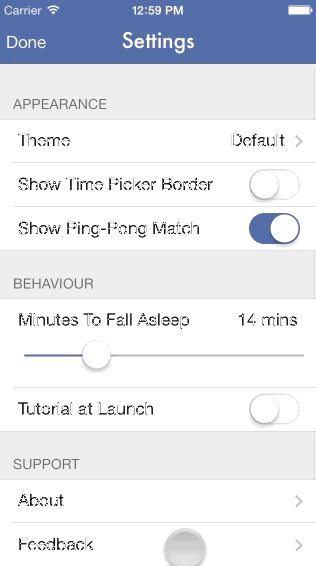 Carrier 12:59 PM
Done Settings
APPEARANCE
Theme Default
Show Time Picker Border
Show Ping-Pong Match
BEHAVIOUR
Minutes To Fall Asleep 14 mins
Tutorial at Launch
SUPPORT
About
Feedback